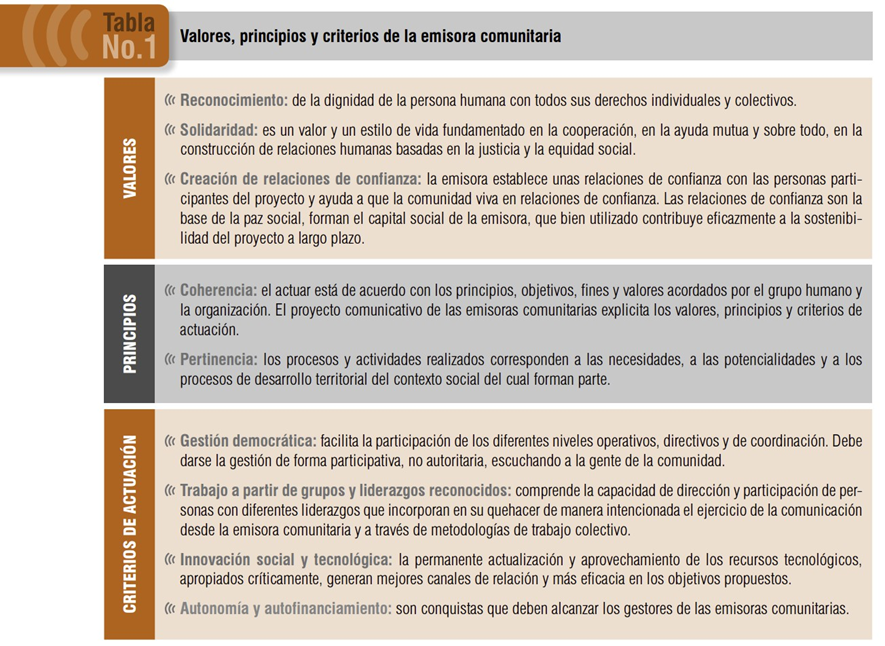 Tabla
No.1
Valores, principios y criterios de la emisora comunitaria
VALORES
Reconocimiento: de la dignidad de la persona humana con todos sus derechos individuales y colectivos.
Solidaridad: es un valor y un estilo de vida fundamentado en la cooperación, en la ayuda mutua y sobre todo, en la
construcción de relaciones humanas basadas en la justicia y la equidad social.
Creación de relaciones de confianza: la emisora establece unas relaciones de confianza con las personas parti-
cipantes del proyecto y ayuda a que la comunidad viva en relaciones de confianza. Las relaciones de confianza son la
base de la paz social, forman el capital social de la emisora, que bien utilizado contribuye eficazmente a la sostenibi-
lidad del proyecto a largo plazo.
PRINCIPIOS
Coherencia: el actuar está de acuerdo con los principios, objetivos, fines y valores acordados por el grupo humano y
la organización. El proyecto comunicativo de las emisoras comunitarias explicita los valores, principios y criterios de
actuación.
Pertinencia: los procesos y actividades realizados corresponden a las necesidades, a las potencialidades y a los
procesos de desarrollo territorial del contexto social del cual forman parte.
CRITERIOS DE ACTUACIÓN
Gestión democrática: facilita la participación de los diferentes niveles operativos, directivos y de coordinación. Debe
darse la gestión de forma participativa, no autoritaria, escuchando a la gente de la comunidad.
Trabajo a partir de grupos y liderazgos reconocidos: comprende la capacidad de dirección y participación de per-
sonas con diferentes liderazgos que incorporan en su quehacer de manera intencionada el ejercicio de la comunicación
desde la emisora comunitaria y a través de metodologías de trabajo colectivo.
Innovación social y tecnológica: la permanente actualización y aprovechamiento de los recursos tecnológicos,
apropiados críticamente, generan mejores canales de relación y más eficacia en los objetivos propuestos.
Autonomía y autofinanciamiento: son conquistas que deben alcanzar los gestores de las emisoras comunitarias.